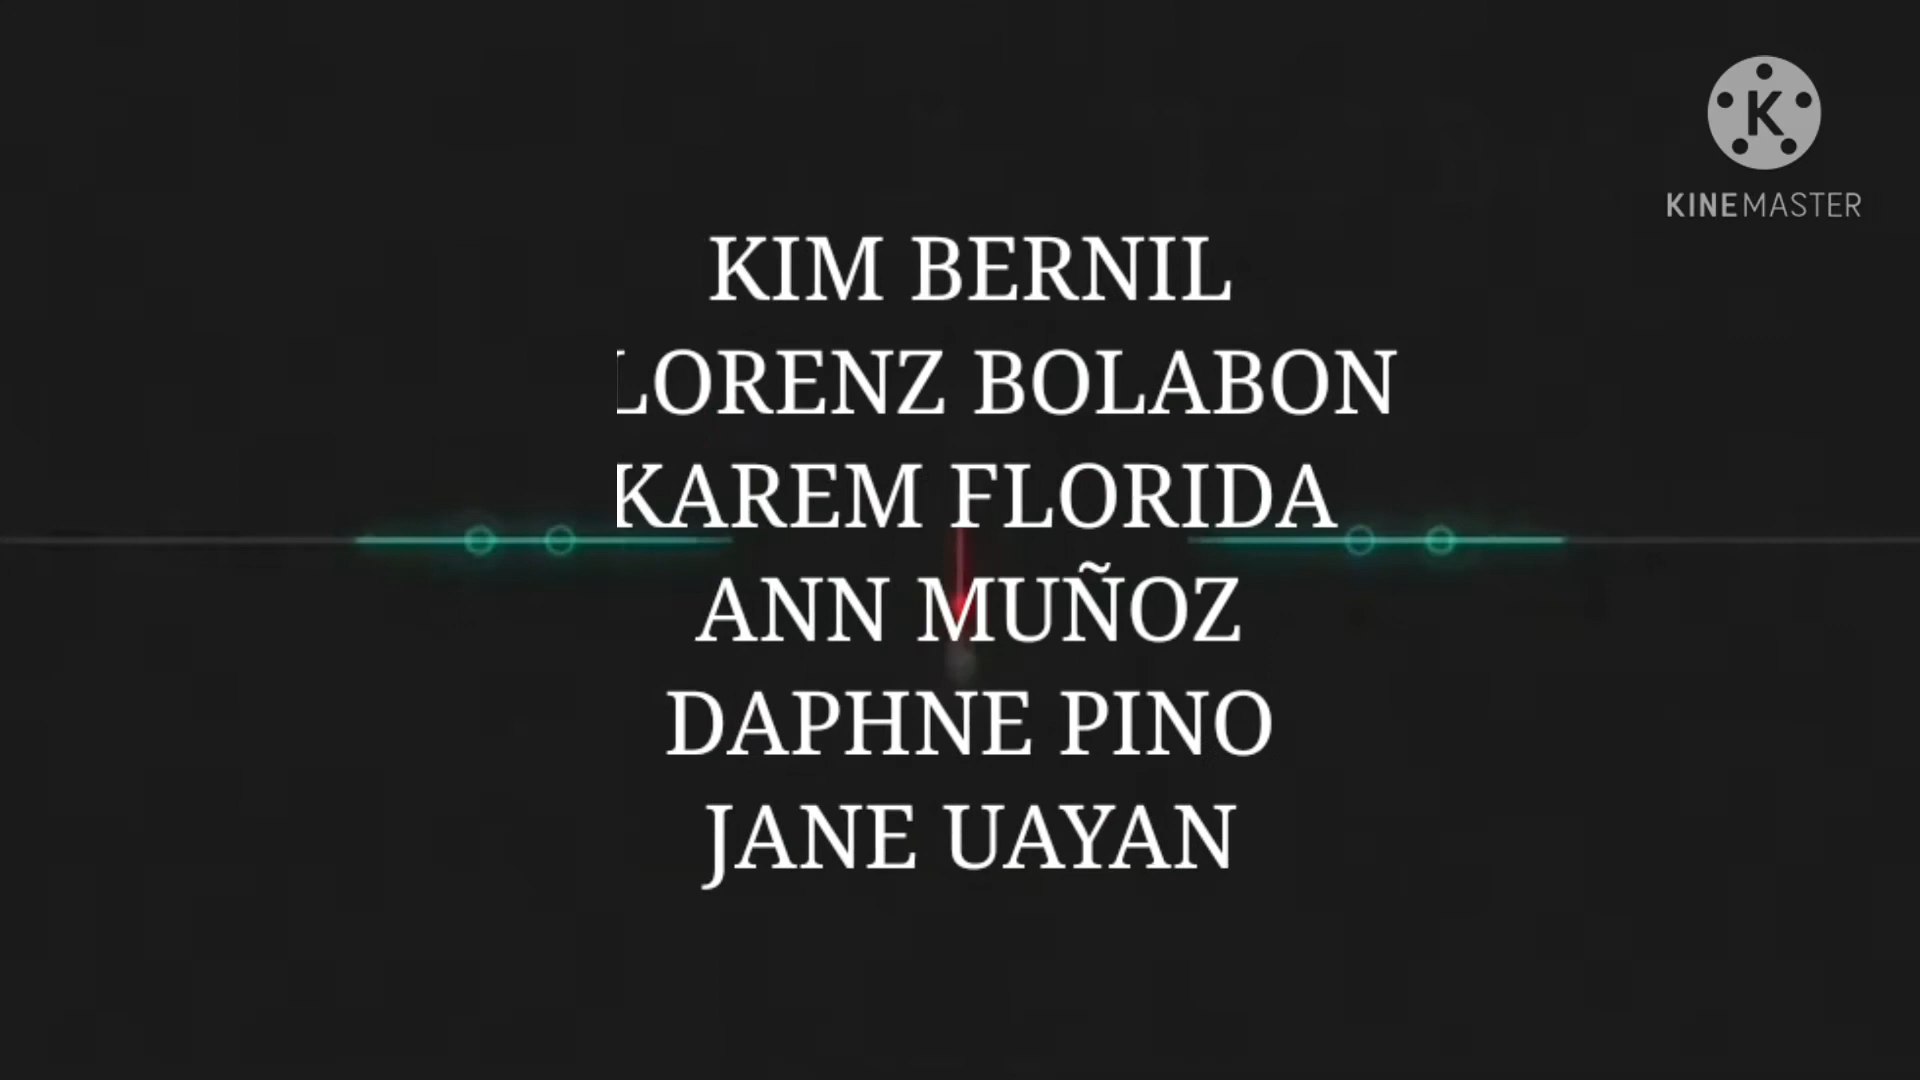 KINEMASTER
KIM BERNIL
LORENZ BOLABON
KAREM FLORIDA
ANN MUÑOZ
DAPHNE PINO
JANE UAYAN